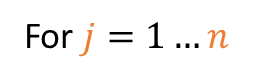 For j = 1 … n